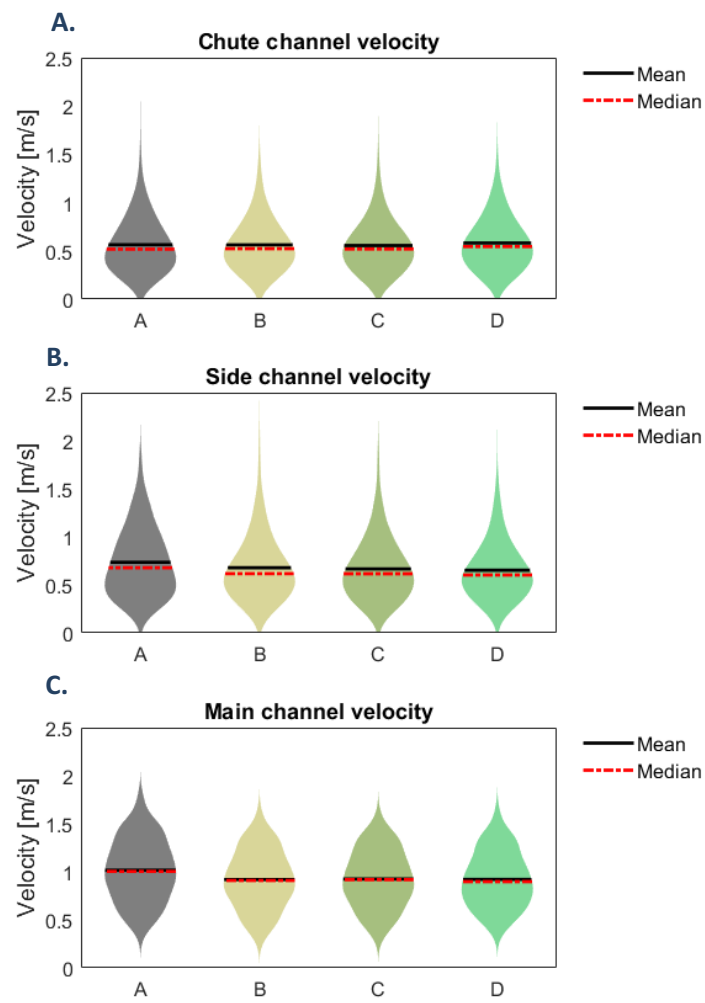 A.
Chute channel velocity
2.5
2
1.5
1
0.5
0
Velocity [m/s]
A B C D
Mean
Median
B.
Side channel velocity
2.5
2
1.5
1
0.5
0
Velocity [m/s]
A B C D
Mean
Median
C.
Main channel velocity
2.5
2
1.5
1
0.5
0
Velocity [m/s]
A B C D
Mean
Median